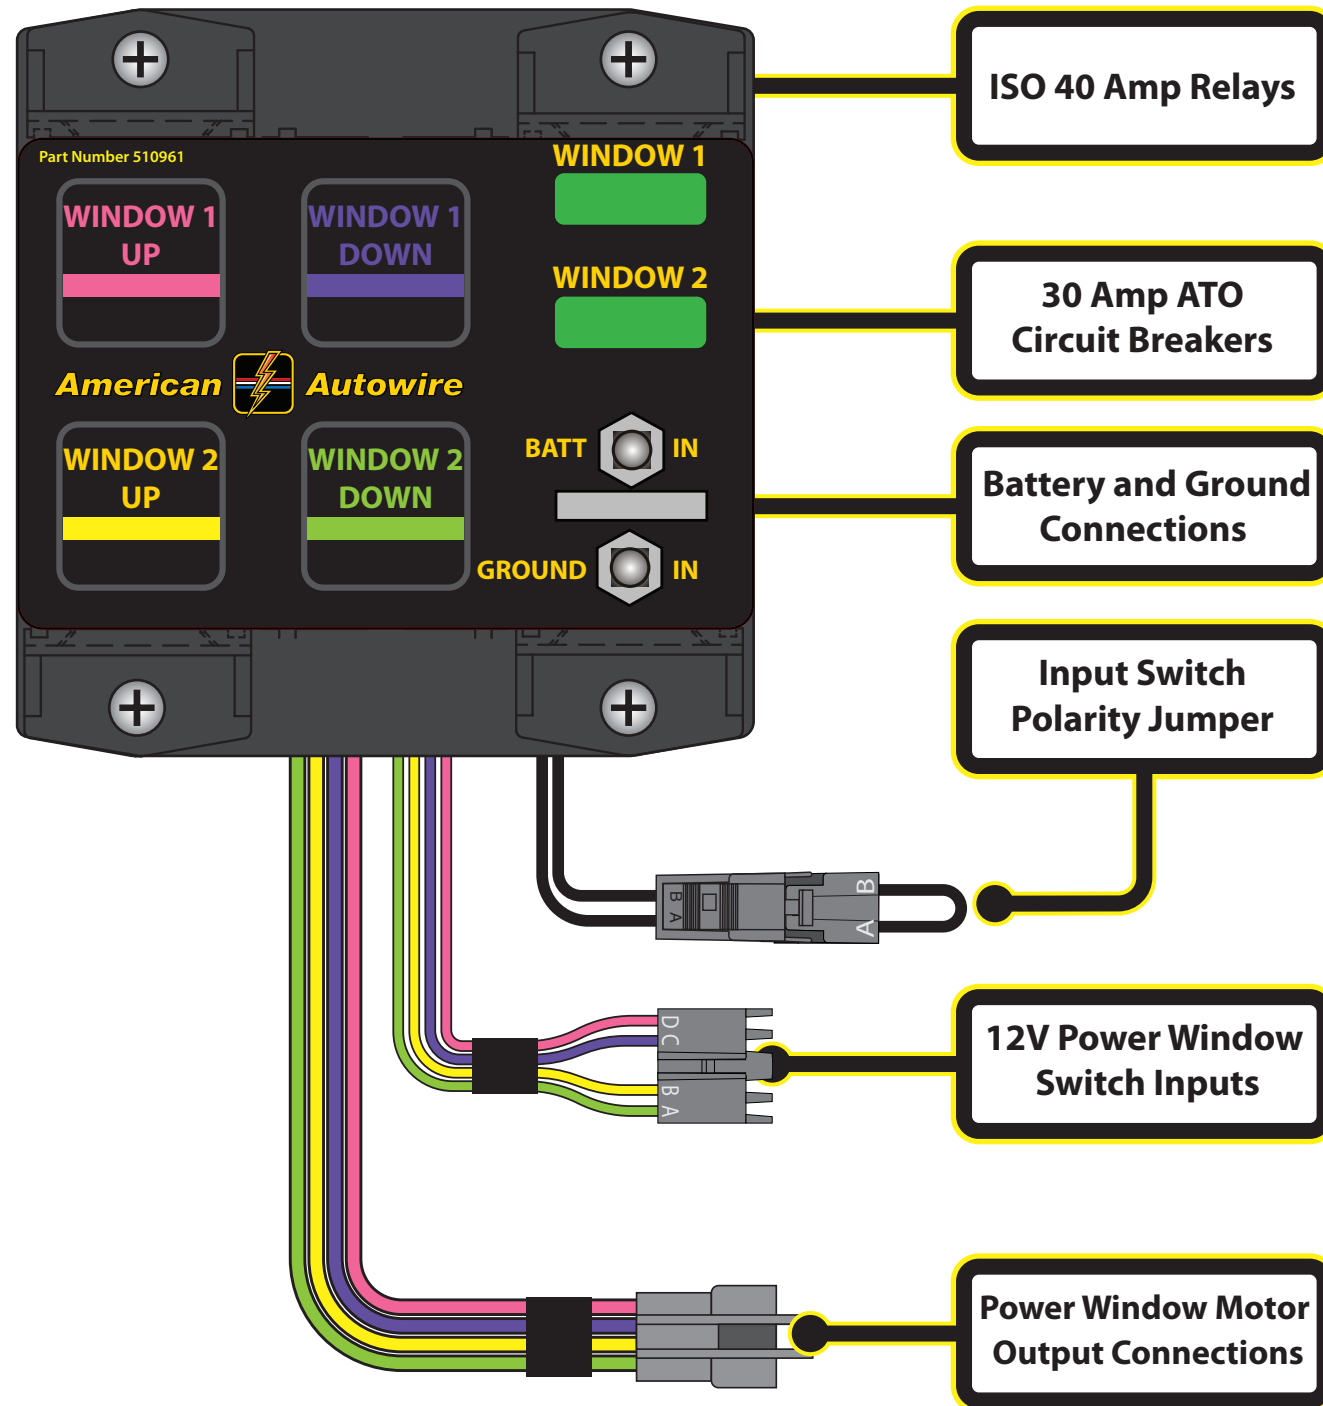 Part Number 510961
WINDOW 1
UP
WINDOW 1
DOWN
WINDOW 1
WINDOW 2
American
Autowire
WINDOW 2
UP
WINDOW 2
DOWN
BATT
IN
GROUND
IN
ISO 40 Amp Relays
30 Amp ATO
Circuit Breakers
Battery and Ground
Connections
Input Switch
Polarity Jumper
B
A
B
A
D
C
B
A
12V Power Window
Switch Inputs
Power Window Motor
Output Connections